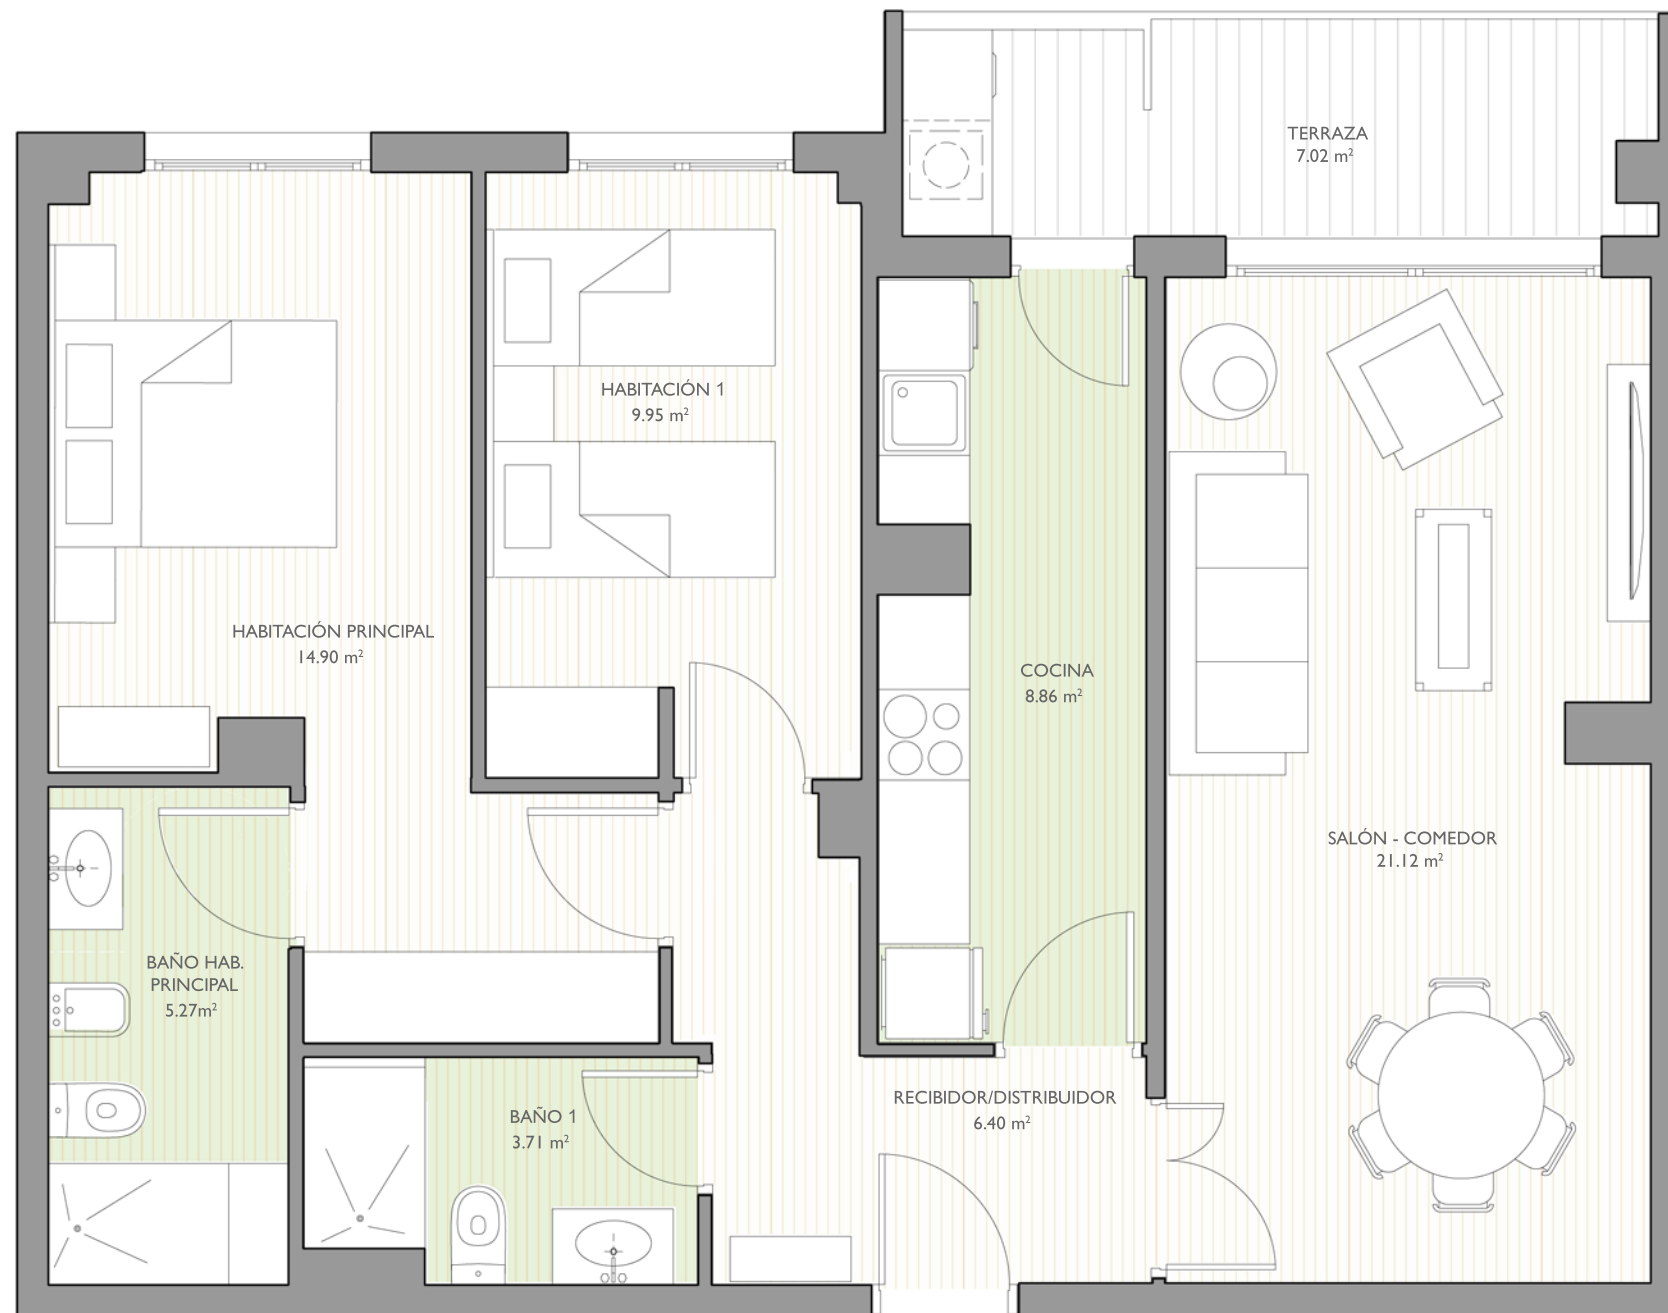 TERRAZA
7.02 m²
HABITACIÓN 1
9.95 m²
HABITACIÓN PRINCIPAL
14.90 m²
COCINA
8.86 m²
SALÓN - COMEDOR
21.12 m²
BAÑO HAB.
PRINCIPAL
5.27m²
BAÑO 1
3.71 m²
RECIBIDOR/DISTRIBUIDOR
6.40 m²